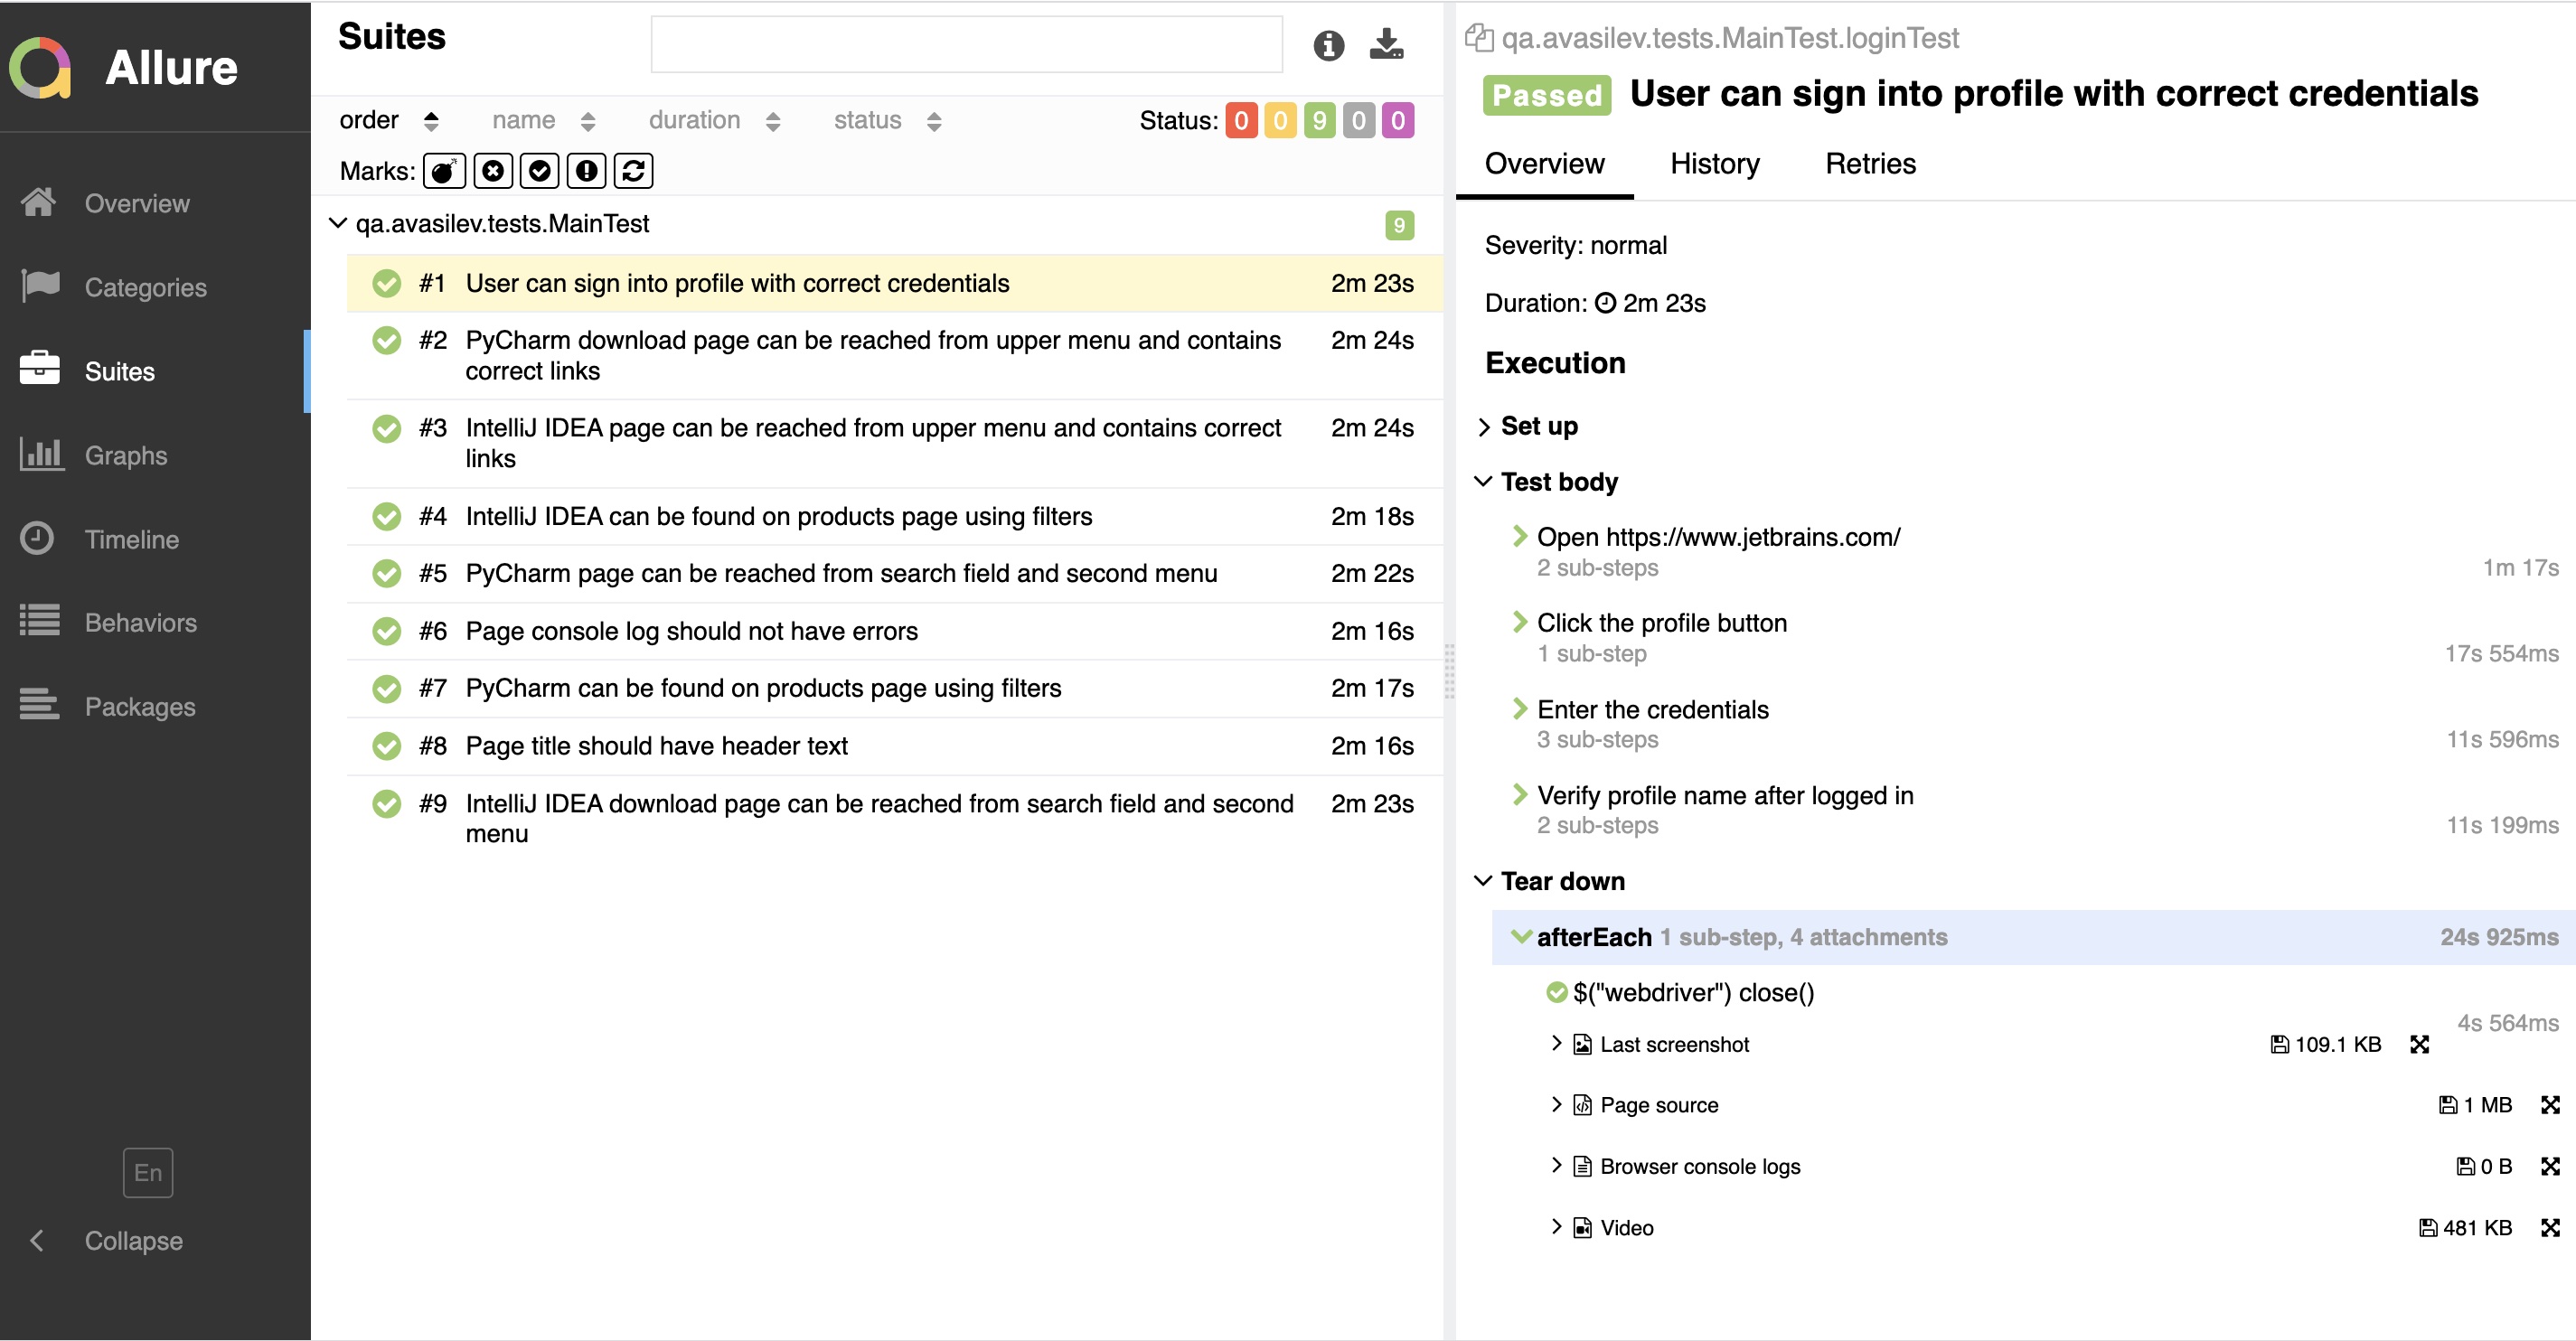 Allure
Overview
Categories
Suites
Graphs
Timeline
Behaviors
Packages
En
Collapse
Suites
order name duration status Status: 0 0 9 0 0
Marks:
qa.avasilev.tests.MainTest 9
#1 User can sign into profile with correct credentials 2m 23s
#2 PyCharm download page can be reached from upper menu and contains 2m 24s
correct links
#3 IntelliJ IDEA page can be reached from upper menu and contains correct 2m 24s
links
#4 IntelliJ IDEA can be found on products page using filters 2m 18s
#5 PyCharm page can be reached from search field and second menu 2m 22s
#6 Page console log should not have errors 2m 16s
#7 PyCharm can be found on products page using filters 2m 17s
#8 Page title should have header text 2m 16s
#9 IntelliJ IDEA download page can be reached from search field and second 2m 23s
menu
qa.avasilev.tests.MainTest.loginTest
Passed User can sign into profile with correct credentials
Overview History Retries
Severity: normal
Duration: 2m 23s
Execution
Set up
Test body
Open https://www.jetbrains.com/
2 sub-steps 1m 17s
Click the profile button
1 sub-step 17s 554ms
Enter the credentials
3 sub-steps 11s 596ms
Verify profile name after logged in
2 sub-steps 11s 199ms
Tear down
afterEach 1 sub-step, 4 attachments 24s 925ms
$("webdriver") close()
4s 564ms
Last screenshot 109.1 KB
Page source 1 MB
Browser console logs 0 B
Video 481 KB